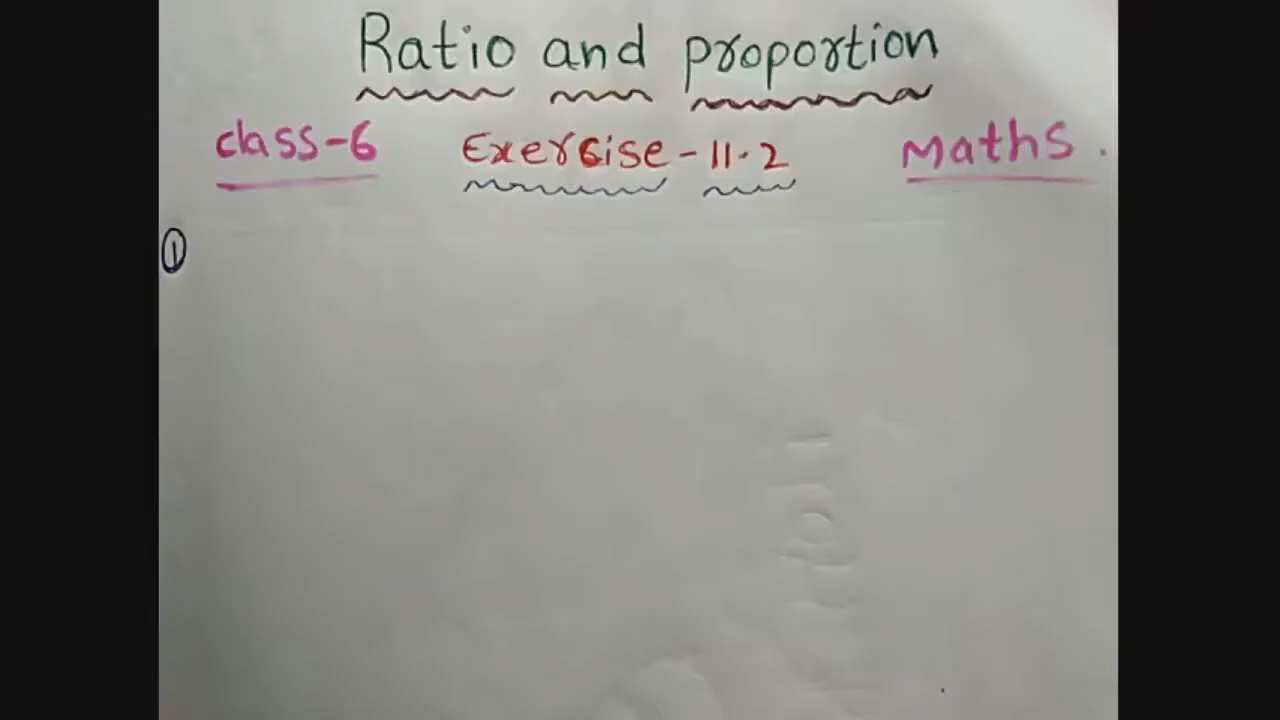 Ratio and proportion
class-6 Exercise-11.2 Maths.
①